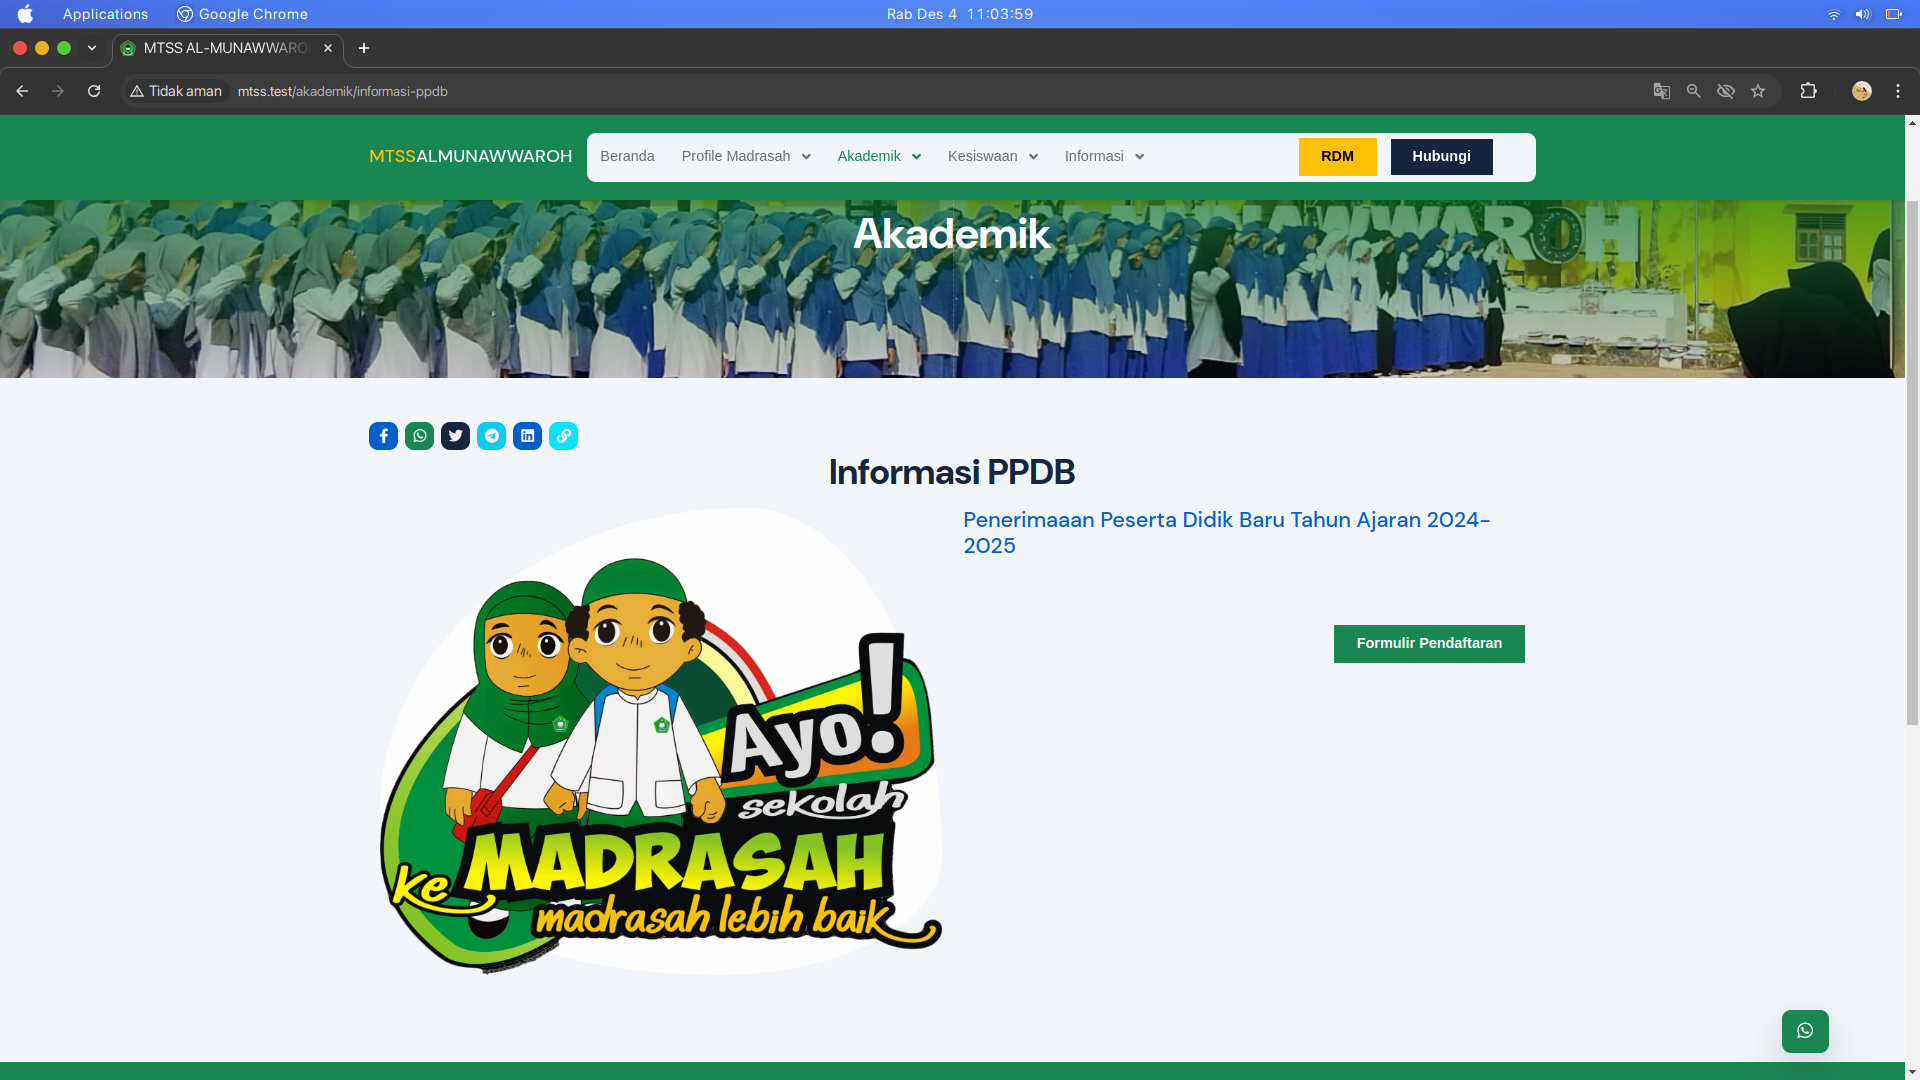 Applications Google Chrome Rab Des 4 11:03:59
MTSS AL-MUNAWWARO
Tidak aman mtss.test/akademik/informasi-ppdb
MTSSALMUNAWWAROH Beranda Profile Madrasah Akademik Kesiswaan Informasi RDM Hubungi
Akademik
Informasi PPDB
Penerimaaan Peserta Didik Baru Tahun Ajaran 2024-
2025
Formulir Pendaftaran
Ayo!
sekolah
ke MADRASAH
madrasah lebih baik